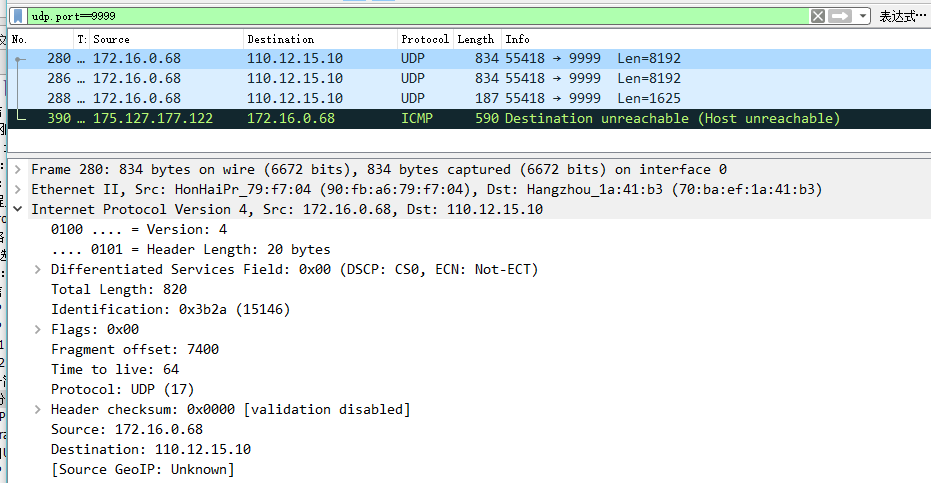 udp.port==9999 表达式…
No. T: Source Destination Protocol Length Info
280 … 172.16.0.68 110.12.15.10 UDP 834 55418 → 9999 Len=8192
286 … 172.16.0.68 110.12.15.10 UDP 834 55418 → 9999 Len=8192
288 … 172.16.0.68 110.12.15.10 UDP 187 55418 → 9999 Len=1625
390 … 175.127.177.122 172.16.0.68 ICMP 590 Destination unreachable (Host unreachable)
Frame 280: 834 bytes on wire (6672 bits), 834 bytes captured (6672 bits) on interface 0
Ethernet II, Src: HonHaiPr_79:f7:04 (90:fb:a6:79:f7:04), Dst: Hangzhou_1a:41:b3 (70:ba:ef:1a:41:b3)
Internet Protocol Version 4, Src: 172.16.0.68, Dst: 110.12.15.10
0100 .... = Version: 4
.... 0101 = Header Length: 20 bytes
Differentiated Services Field: 0x00 (DSCP: CS0, ECN: Not-ECT)
Total Length: 820
Identification: 0x3b2a (15146)
Flags: 0x00
Fragment offset: 7400
Time to live: 64
Protocol: UDP (17)
Header checksum: 0x0000 [validation disabled]
Source: 172.16.0.68
Destination: 110.12.15.10
[Source GeoIP: Unknown]